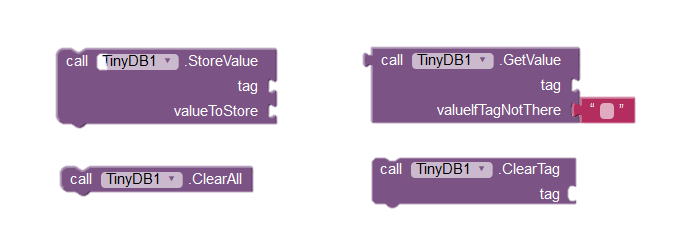 call TinyDB1 .StoreValue
tag
valueToStore
call TinyDB1 .GetValue
tag
valueIfTagNotThere “ ”
call TinyDB1 .ClearAll
call TinyDB1 .ClearTag
tag